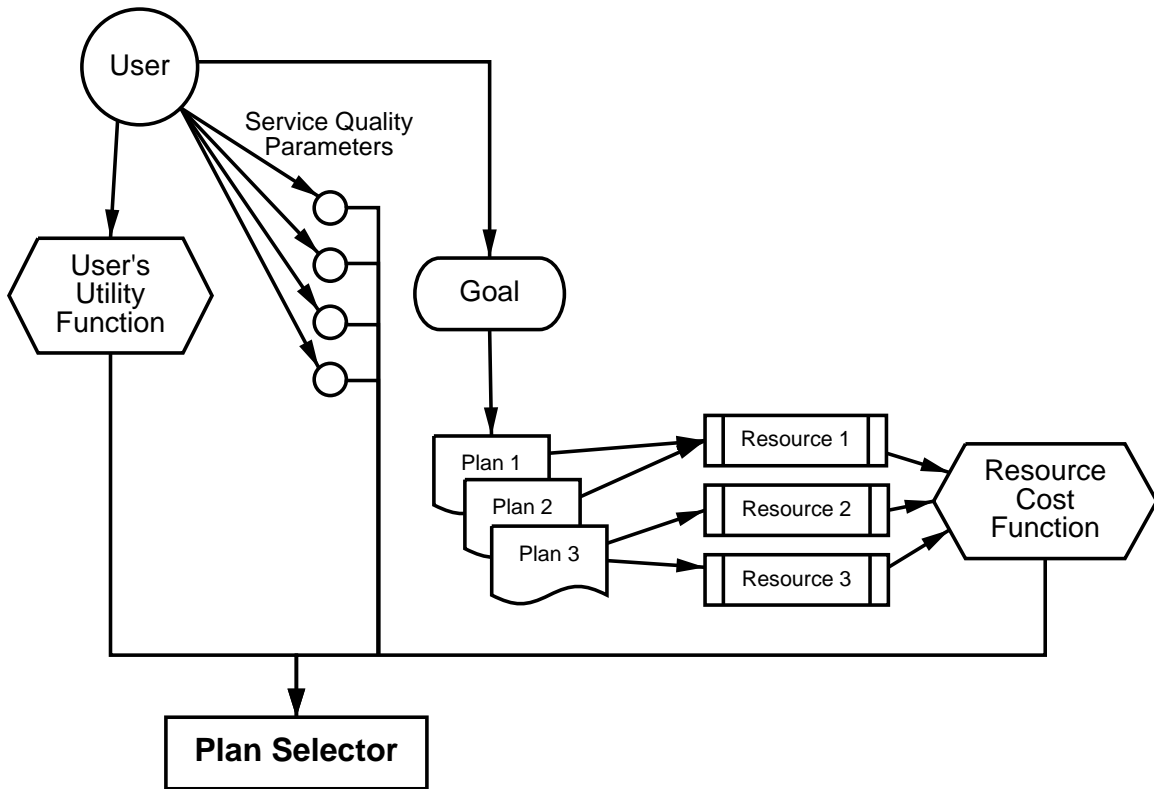 User
Service Quality
Parameters
User's
Utility
Function
Goal
Plan 1
Plan 2
Plan 3
Resource 1
Resource 2
Resource 3
Resource
Cost
Function
Plan Selector